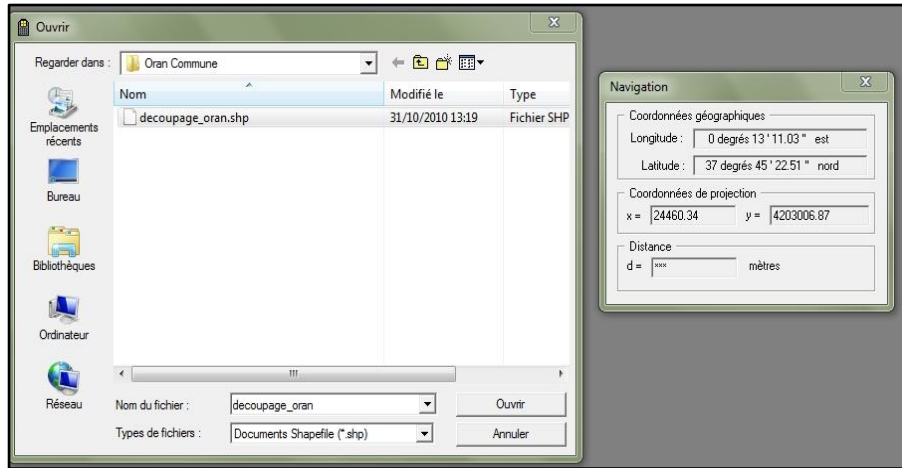 Ouvrir
Regarder dans : Oran Commune
Nom Modifié le Type
decoupage_oran.shp 31/10/2010 13:19 Fichier SHP
Emplacements
récents
Bureau
Bibliothèques
Ordinateur
Réseau
Nom du fichier : decoupage_oran Ouvrir
Types de fichiers : Documents Shapefile (*.shp) Annuler
Navigation
Coordonnées géographiques
Longitude : 0 degrés 13 ' 11.03 " est
Latitude : 37 degrés 45 ' 22.51 " nord
Coordonnées de projection
x = 24460.34 y = 4203006.87
Distance
d = *** mètres